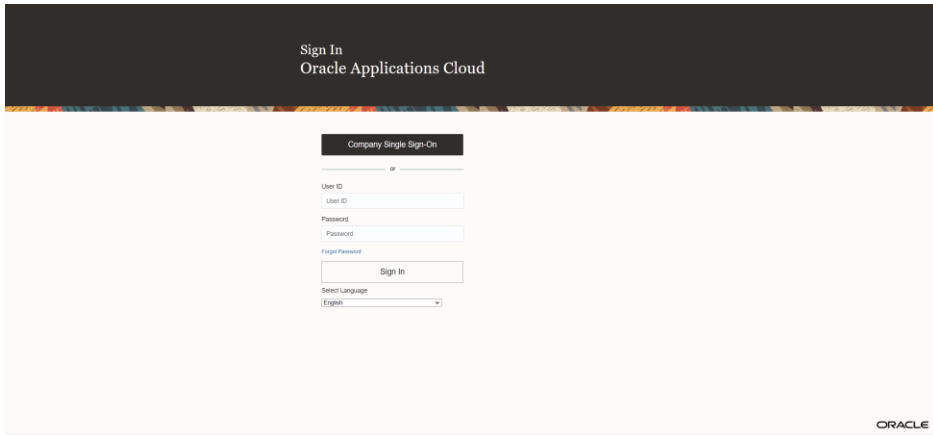 Sign In
Oracle Applications Cloud
Company Single Sign-On
or
User ID
User ID
Password
Password
Forgot Password
Sign In
Select Language
English
ORACLE